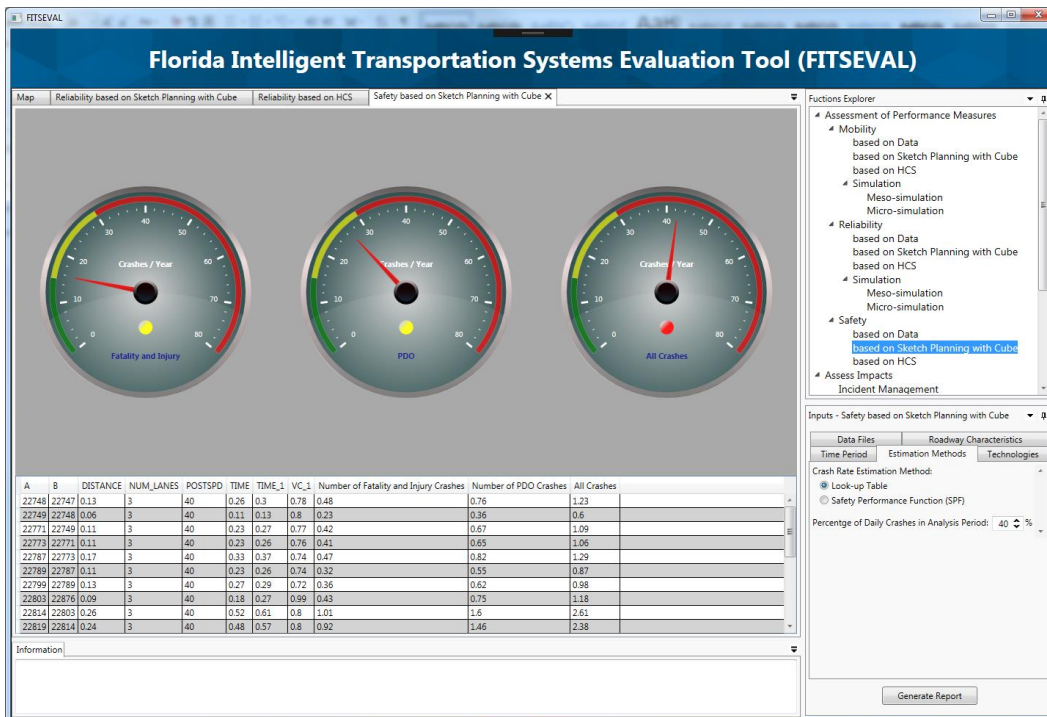 FITSEVAL
Florida Intelligent Transportation Systems Evaluation Tool (FITSEVAL)
Map Reliability based on Sketch Planning with Cube Reliability based on HCS Safety based on Sketch Planning with Cube X
0 10 20 30 40 50 60 70 80
Crashes / Year
Fatality and Injury
0 10 20 30 40 50 60 70 80
Crashes / Year
PDO
0 10 20 30 40 50 60 70 80
Crashes / Year
All Crashes
A B DISTANCE NUM_LANES POSTSPD TIME TIME_1 VC_1 Number of Fatality and Injury Crashes Number of PDO Crashes All Crashes
22748 22747 0.13 3 40 0.26 0.3 0.78 0.48 0.76 1.23
22749 22748 0.06 3 40 0.11 0.13 0.8 0.23 0.36 0.6
22771 22749 0.11 3 40 0.23 0.27 0.77 0.42 0.67 1.09
22773 22771 0.11 3 40 0.23 0.26 0.76 0.41 0.65 1.06
22787 22773 0.17 3 40 0.33 0.37 0.74 0.47 0.82 1.29
22789 22787 0.11 3 40 0.23 0.26 0.74 0.32 0.55 0.87
22799 22789 0.13 3 40 0.27 0.29 0.72 0.36 0.62 0.98
22803 22876 0.09 3 40 0.18 0.27 0.99 0.43 0.75 1.18
22814 22803 0.26 3 40 0.52 0.61 0.8 1.01 1.6 2.61
22819 22814 0.24 3 40 0.48 0.57 0.8 0.92 1.46 2.38
Information
Fuctions Explorer
Assessment of Performance Measures
Mobility
based on Data
based on Sketch Planning with Cube
based on HCS
Simulation
Meso-simulation
Micro-simulation
Reliability
based on Data
based on Sketch Planning with Cube
based on HCS
Simulation
Meso-simulation
Micro-simulation
Safety
based on Data
based on Sketch Planning with Cube
based on HCS
Assess Impacts
Incident Management
Inputs - Safety based on Sketch Planning with Cube
Data Files Roadway Characteristics
Time Period Estimation Methods Technologies
Crash Rate Estimation Method:
Look-up Table
Safety Performance Function (SPF)
Percentge of Daily Crashes in Analysis Period: 40 %
Generate Report